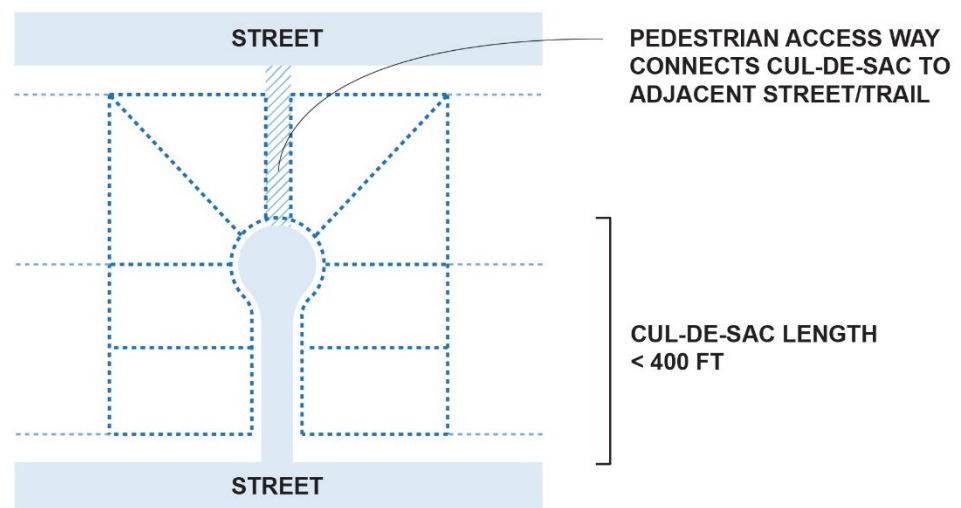 STREET
PEDESTRIAN ACCESS WAY
CONNECTS CUL-DE-SAC TO
ADJACENT STREET/TRAIL
CUL-DE-SAC LENGTH
< 400 FT
STREET